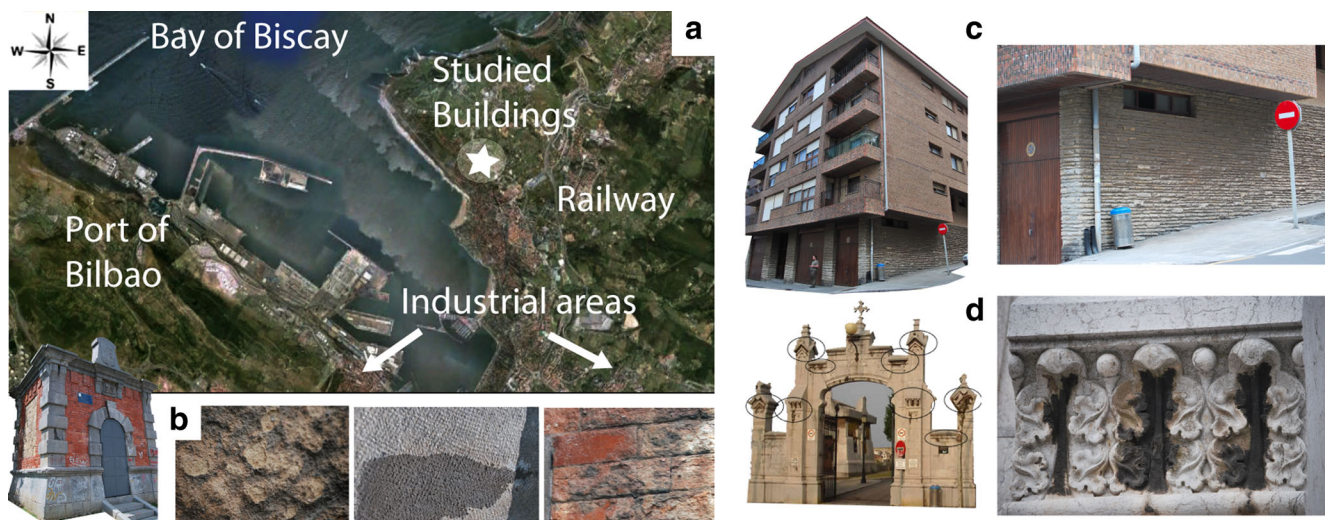 N
W E
S
Bay of Biscay
a
Studied
Buildings
Railway
Port of
Bilbao
Industrial areas
b
c
d